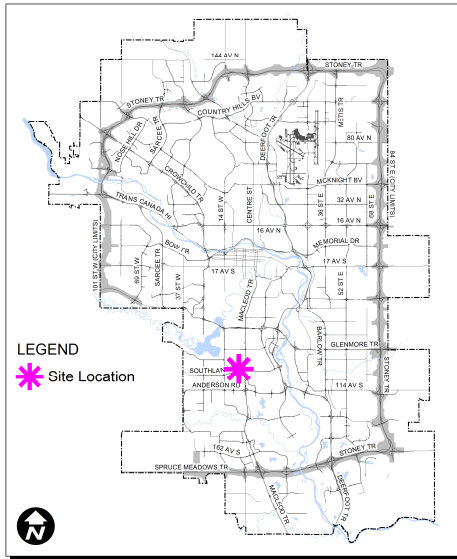 144 AV N
STONEY TR
STONEY TR
COUNTRY HILLS BV
METIS TR
SARCEE TR
NOSE HILL DR
DEERFOOT TR
80 AV N
84 ST E (CITY LIMITS)
CROWCHILD TR
MCKNIGHT BV
14 ST W
CENTRE ST
36 ST E
32 AV N
68 ST E
TRANS CANADA HI
16 AV N
16 AV N
101 ST W (CITY LIMITS)
BOW TR
MEMORIAL DR
69 ST W
SARCEE TR
37 ST W
17 AV S
17 AV S
52 ST E
MACLEOD TR
BARLOW TR
GLENMORE TR
STONEY TR
LEGEND
Site Location
ANDERSON RD
114 AV S
162 AV S
STONEY TR
SPRUCE MEADOWS TR
MACLEOD TR
DEERFOOT TR
N